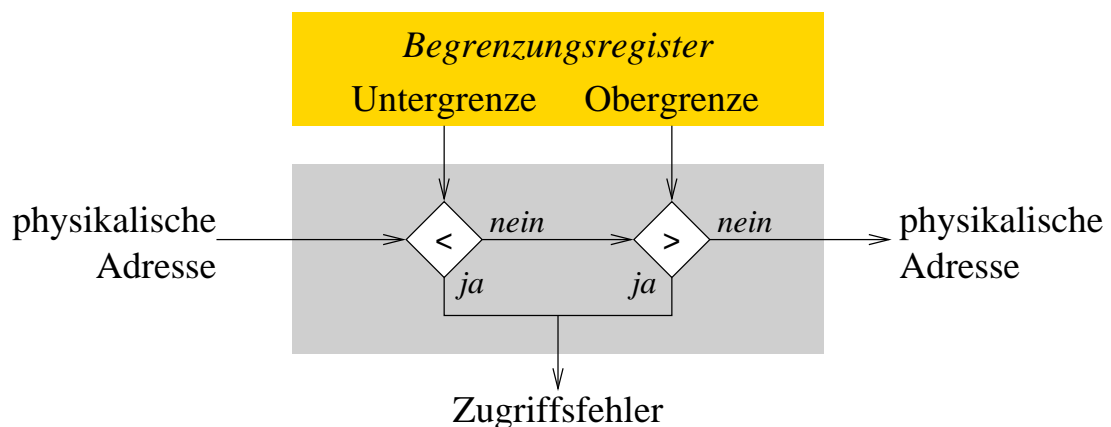 Begrenzungsregister
Untergrenze Obergrenze
physikalische
Adresse
< nein > nein
ja ja
physikalische
Adresse
Zugriffsfehler